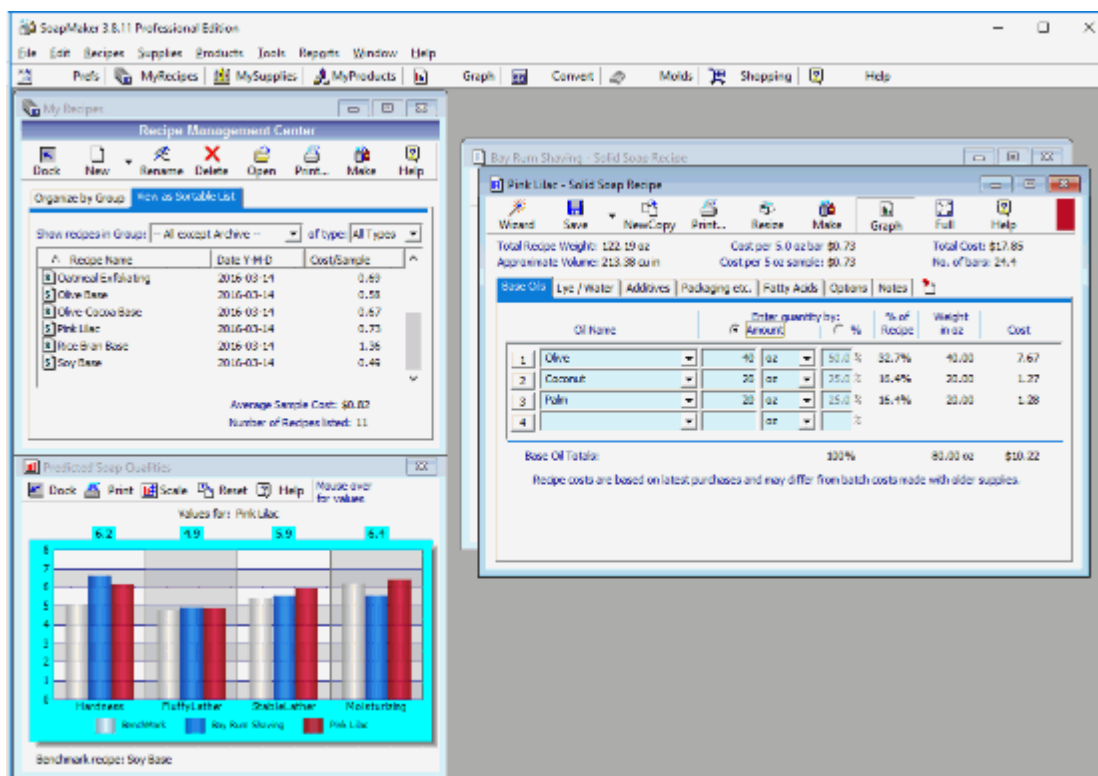 SoapMaker 3.8.11 Professional Edition
File Edit Recipes Supplies Products Tools Reports Window Help
Prefs MyRecipes MySupplies MyProducts Graph Convert Molds Shopping Help
My Recipes
Recipe Management Center
Dock New Rename Delete Open Print... Make Help
Organize by Group View as Sortable List
Show recipes in Group: -- All except Archive -- of type: All Types
Recipe Name Date Y-M-D Cost/Sample
Oatmeal Exfoliating 2016-03-14 0.69
Olive Base 2016-03-14 0.58
Olive-Cocoa Base 2016-03-14 0.67
Pink Lilac 2016-03-14 0.73
Rice Bran Base 2016-03-14 1.36
Soy Base 2016-03-14 0.49
Average Sample Cost: $0.82
Number of Recipes listed: 11
Predicted Soap Qualities
Dock Print Scale Reset Help Mouse over
for values
Values for: Pink Lilac
6.2 4.9 5.9 6.4
8
7
6
5
4
3
2
1
0
Hardness FluffyLather StableLather Moisturizing
BenchMark Bay Rum Shaving Pink Lilac
Benchmark recipe: Soy Base
Bay Rum Shaving - Solid Soap Recipe
Pink Lilac - Solid Soap Recipe
Wizard Save NewCopy Print... Resize Make Graph Full Help
Total Recipe Weight: 122.19 oz Cost per 5.0 oz bar $0.73 Total Cost: $17.85
Approximate Volume: 213.38 cu in Cost per 5 oz sample: $0.73 No. of bars: 24.4
Base Oils Lye / Water Additives Packaging etc. Fatty Acids Options Notes
Enter quantity by: % of Weight
Oil Name Amount % Recipe in oz Cost
1 Olive 40 oz 50.0 % 32.7% 40.00 7.67
2 Coconut 20 oz 25.0 % 16.4% 20.00 1.27
3 Palm 20 oz 25.0 % 16.4% 20.00 1.28
4 oz %
Base Oil Totals: 100% 80.00 oz $10.22
Recipe costs are based on latest purchases and may differ from batch costs made with older supplies.